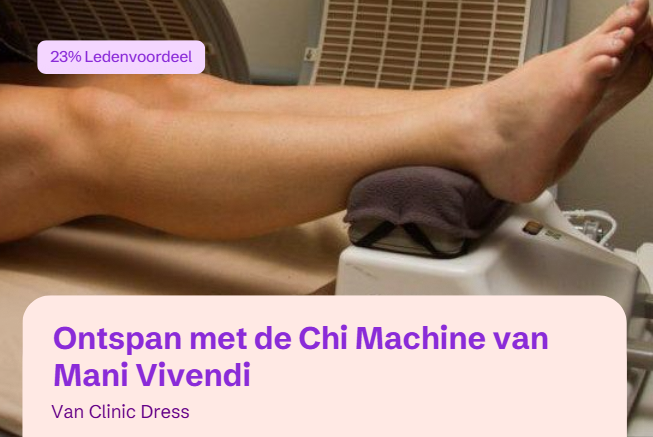 23% Ledenvoordeel
Ontspan met de Chi Machine van
Mani Vivendi
Van Clinic Dress